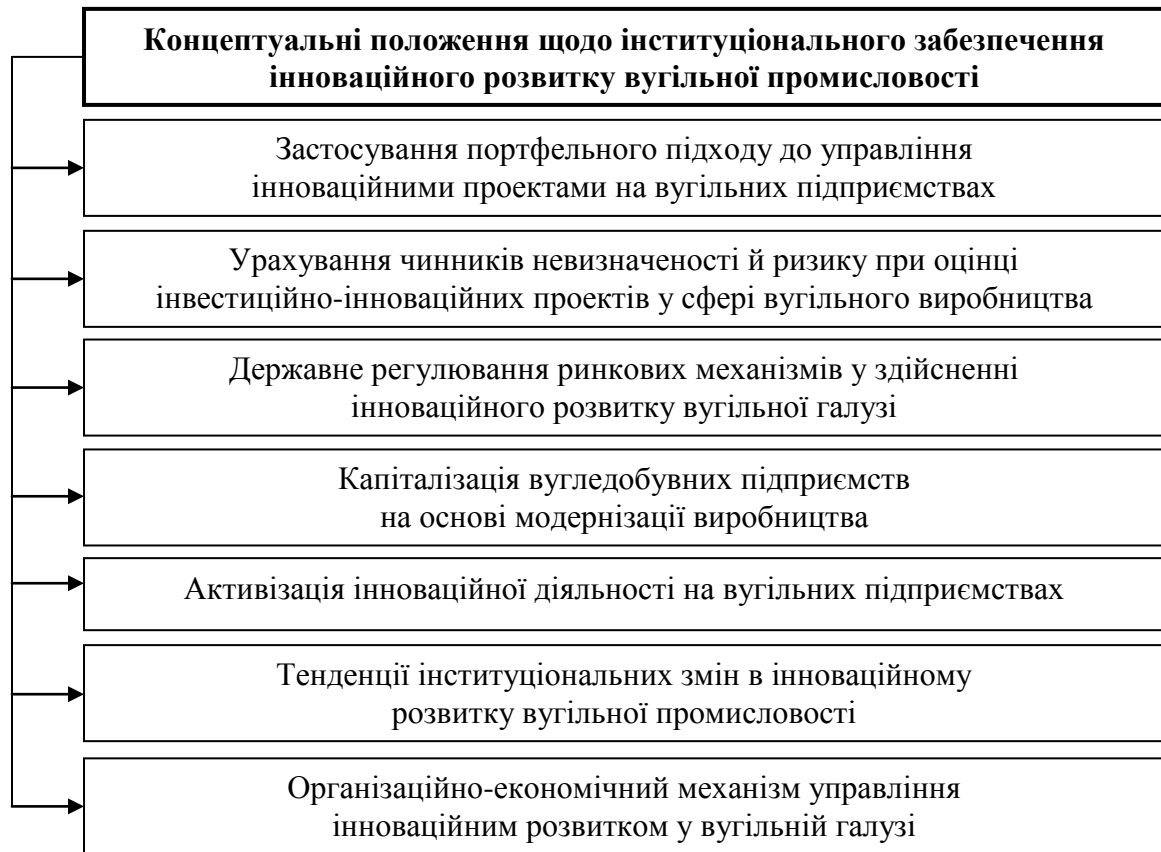 Концептуальні положення щодо інституціонального забезпечення
інноваційного розвитку вугільної промисловості
Застосування портфельного підходу до управління
інноваційними проектами на вугільних підприємствах
Урахування чинників невизначеності й ризику при оцінці
інвестиційно-інноваційних проектів у сфері вугільного виробництва
Державне регулювання ринкових механізмів у здійсненні
інноваційного розвитку вугільної галузі
Капіталізація вугледобувних підприємств
на основі модернізації виробництва
Активізація інноваційної діяльності на вугільних підприємствах
Тенденції інституціональних змін в інноваційному
розвитку вугільної промисловості
Організаційно-економічний механізм управління
інноваційним розвитком у вугільній галузі